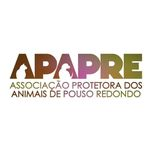 APAPRE
ASSOCIAÇÃO PROTETORA DOS
ANIMAIS DE POUSO REDONDO